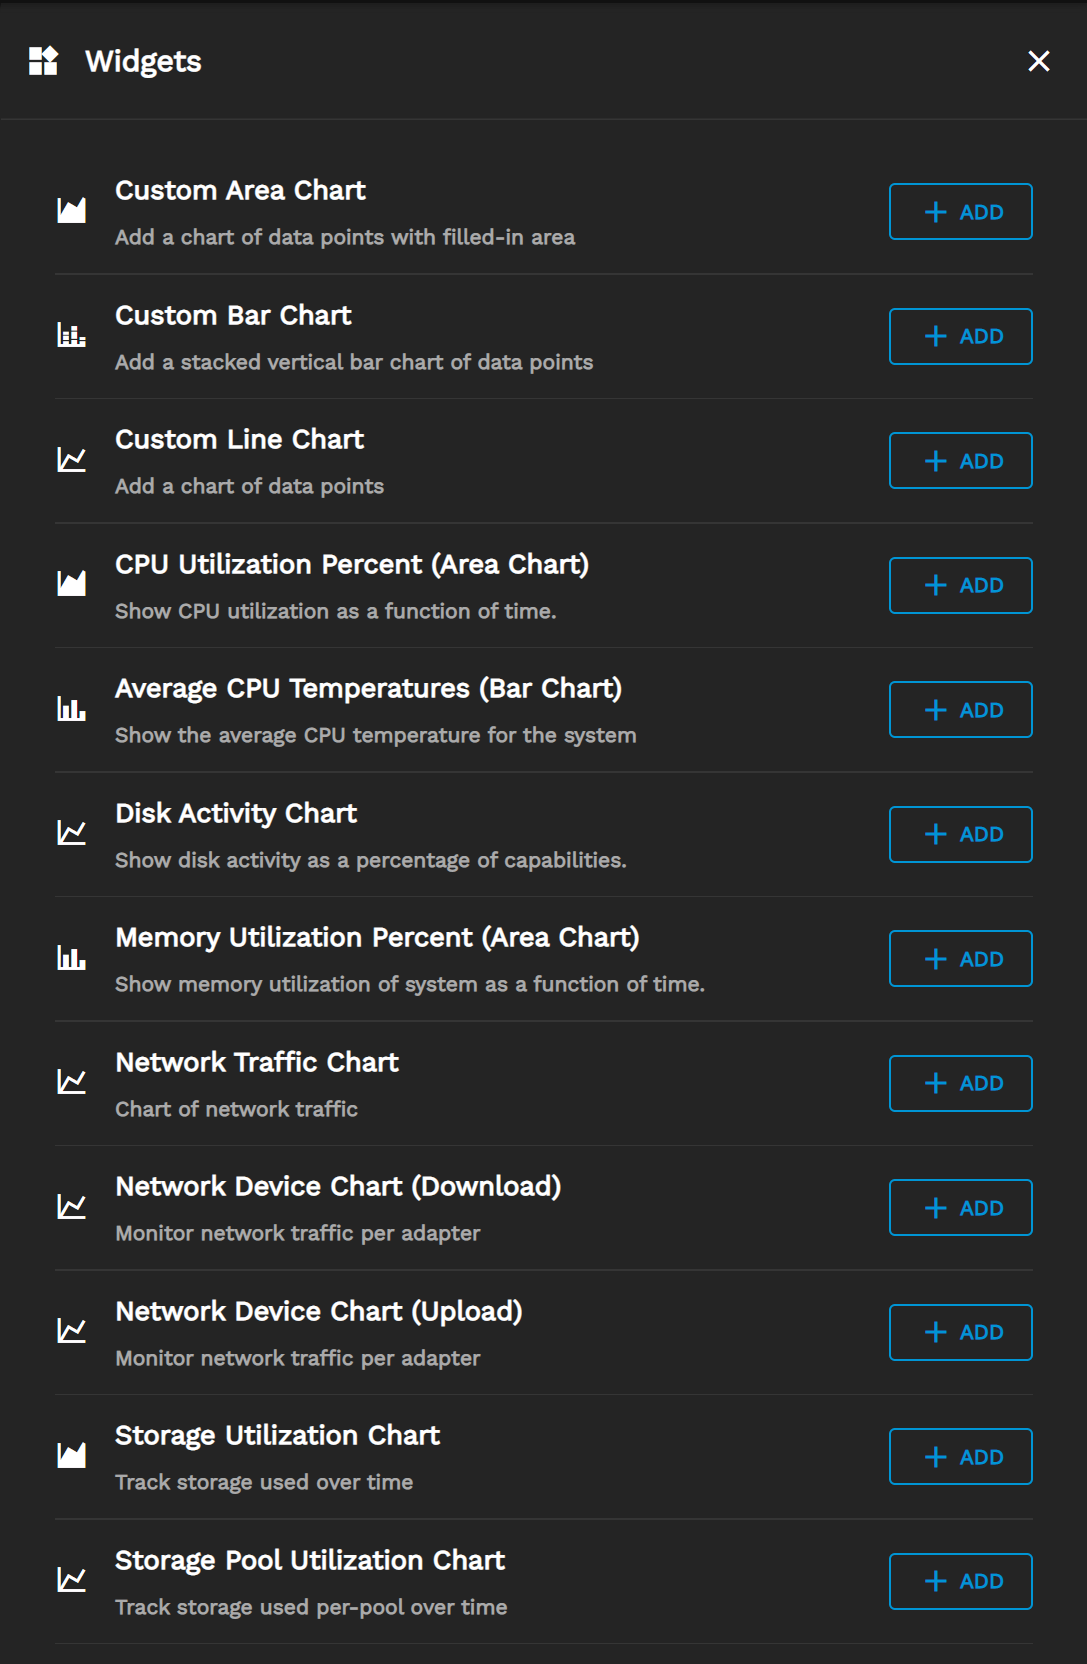 Widgets
Custom Area Chart
Add a chart of data points with filled-in area
ADD
Custom Bar Chart
Add a stacked vertical bar chart of data points
ADD
Custom Line Chart
Add a chart of data points
ADD
CPU Utilization Percent (Area Chart)
Show CPU utilization as a function of time.
ADD
Average CPU Temperatures (Bar Chart)
Show the average CPU temperature for the system
ADD
Disk Activity Chart
Show disk activity as a percentage of capabilities.
ADD
Memory Utilization Percent (Area Chart)
Show memory utilization of system as a function of time.
ADD
Network Traffic Chart
Chart of network traffic
ADD
Network Device Chart (Download)
Monitor network traffic per adapter
ADD
Network Device Chart (Upload)
Monitor network traffic per adapter
ADD
Storage Utilization Chart
Track storage used over time
ADD
Storage Pool Utilization Chart
Track storage used per-pool over time
ADD